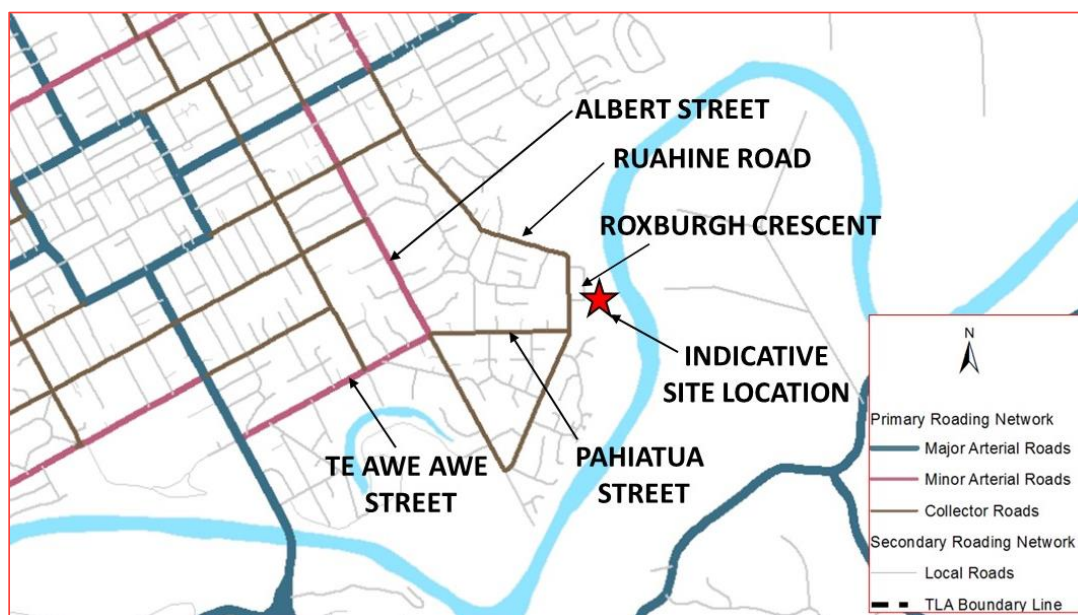 ALBERT STREET
RUAHINE ROAD
ROXBURGH CRESCENT
INDICATIVE
SITE LOCATION
PAHIATUA
STREET
TE AWE AWE
STREET
N
Primary Roading Network
Major Arterial Roads
Minor Arterial Roads
Collector Roads
Secondary Roading Network
Local Roads
TLA Boundary Line